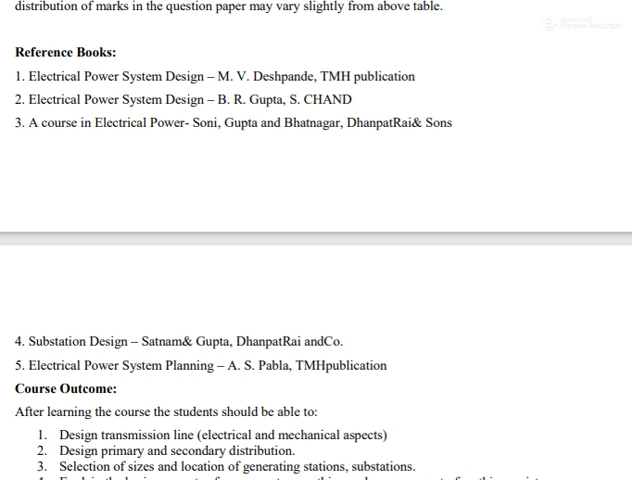 distribution of marks in the question paper may vary slightly from above table.
Reference Books:
1. Electrical Power System Design – M. V. Deshpande, TMH publication
2. Electrical Power System Design – B. R. Gupta, S. CHAND
3. A course in Electrical Power- Soni, Gupta and Bhatnagar, DhanpatRai& Sons
4. Substation Design – Satnam& Gupta, DhanpatRai andCo.
5. Electrical Power System Planning – A. S. Pabla, TMHpublication
Course Outcome:
After learning the course the students should be able to:
1. Design transmission line (electrical and mechanical aspects)
2. Design primary and secondary distribution.
3. Selection of sizes and location of generating stations, substations.